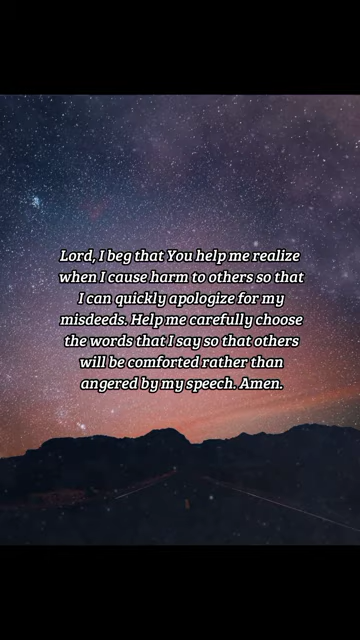 Lord, I beg that You help me realize
when I cause harm to others so that
I can quickly apologize for my
misdeeds. Help me carefully choose
the words that I say so that others
will be comforted rather than
angered by my speech. Amen.